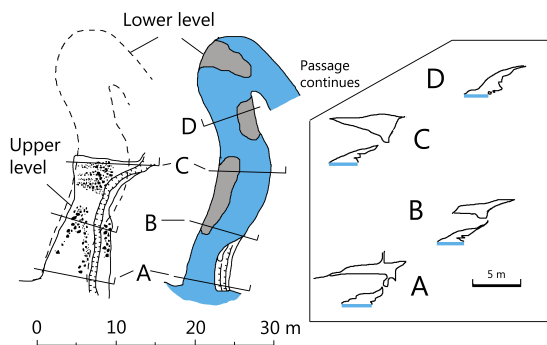 Lower level
Passage
continues
D
Upper
level
C
B
A
0 10 20 30 m
D
C
B
A
5 m